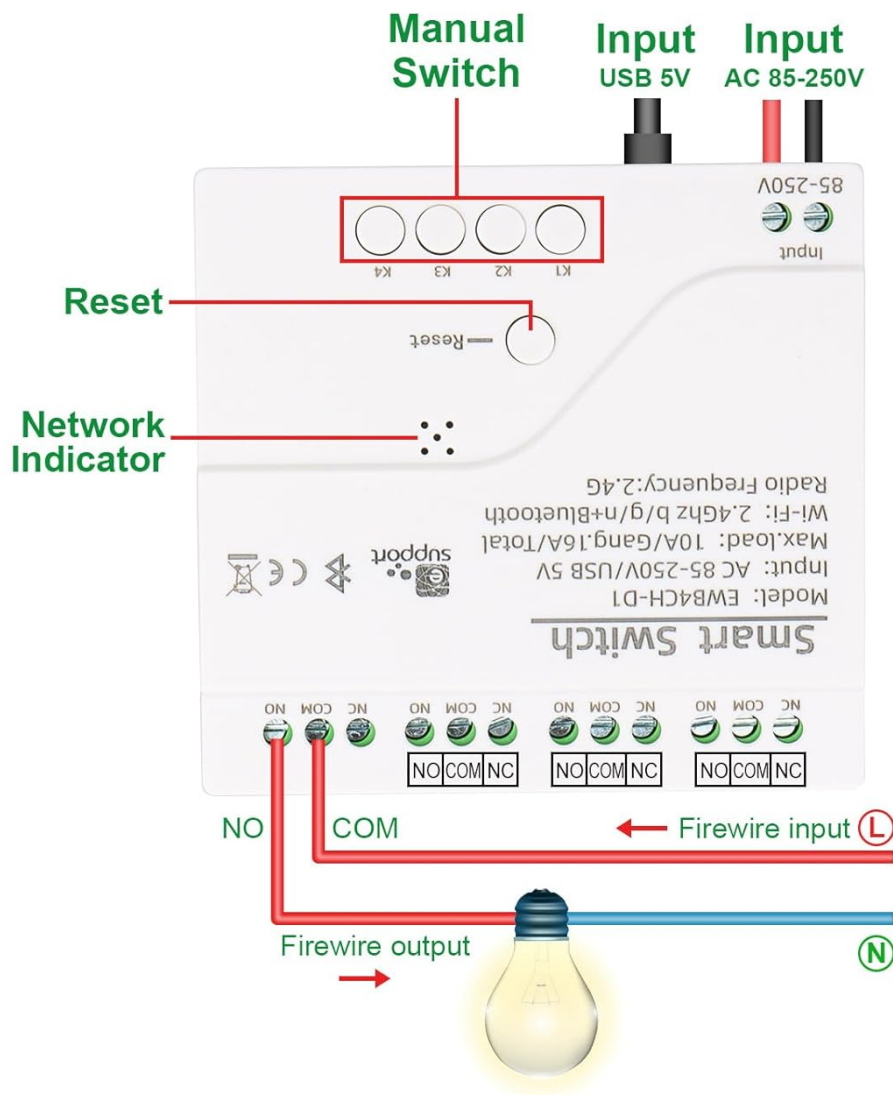 Manual
Switch
Input
USB 5V
Input
AC 85-250V
85-250V
Input
K4
K3
K2
K1
Reset
Reset
Network
Indicator
Smart Switch
Model: EWB4CH-D1
Input: AC 85-250V/USB 5V
Max.load: 10A/Gang.16A/Total
Wi-Fi: 2.4Ghz b/g/n+Bluetooth
Radio Frequency:2.4G
e
support
CE
NO COM NC
NO COM NC
NO COM NC
NO COM NC
NO COM NC
NO COM NC
NO COM NC
NO
COM
Firewire input L
Firewire output
N